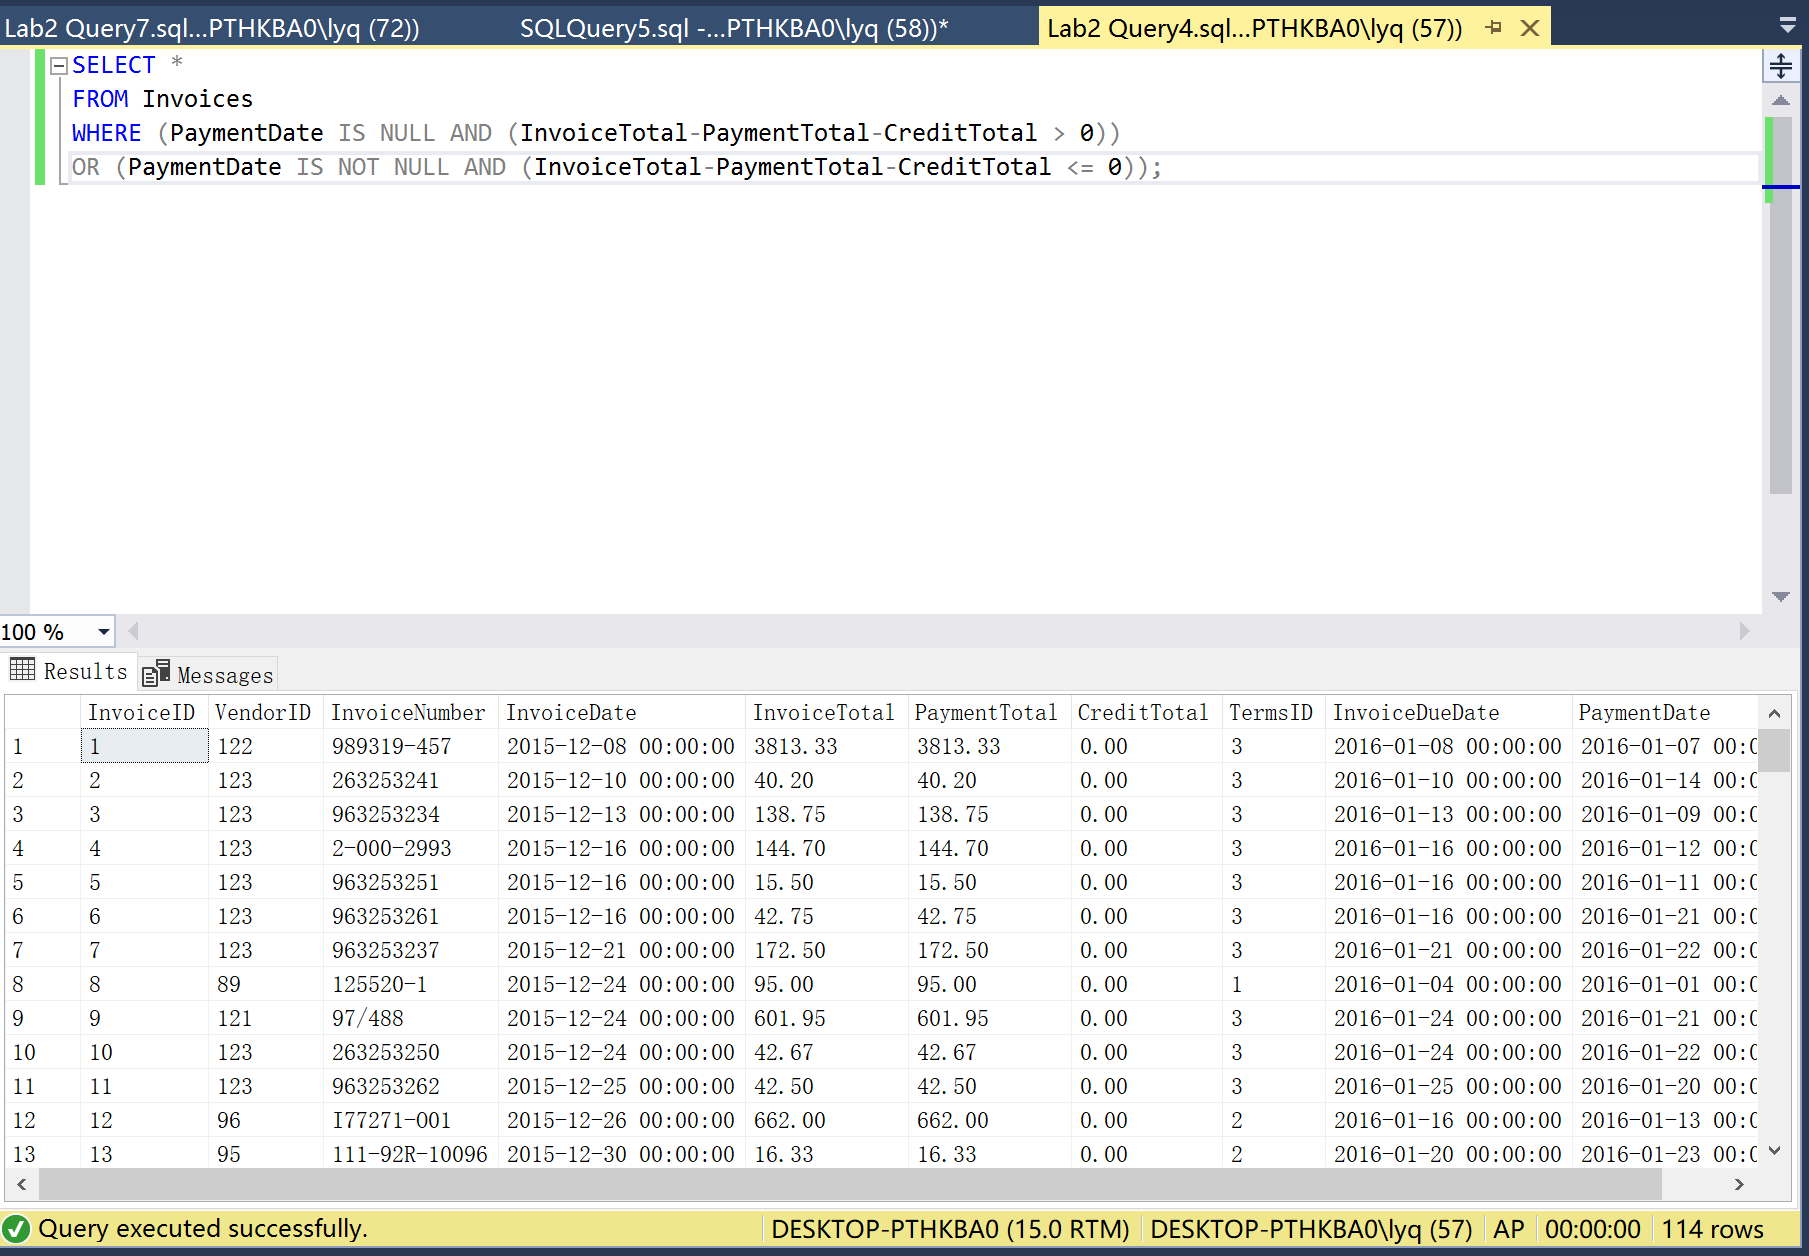 Lab2 Query7.sql...PTHKBA0\lyq (72)) SQLQuery5.sql -...PTHKBA0\lyq (58))* Lab2 Query4.sql...PTHKBA0\lyq (57))
SELECT *
FROM Invoices
WHERE (PaymentDate IS NULL AND (InvoiceTotal-PaymentTotal-CreditTotal > 0))
OR (PaymentDate IS NOT NULL AND (InvoiceTotal-PaymentTotal-CreditTotal <= 0));
100 %
Results Messages
InvoiceID VendorID InvoiceNumber InvoiceDate InvoiceTotal PaymentTotal CreditTotal TermsID InvoiceDueDate PaymentDate
1 1 122 989319-457 2015-12-08 00:00:00 3813.33 3813.33 0.00 3 2016-01-08 00:00:00 2016-01-07 00:0
2 2 123 263253241 2015-12-10 00:00:00 40.20 40.20 0.00 3 2016-01-10 00:00:00 2016-01-14 00:0
3 3 123 963253234 2015-12-13 00:00:00 138.75 138.75 0.00 3 2016-01-13 00:00:00 2016-01-09 00:0
4 4 123 2-000-2993 2015-12-16 00:00:00 144.70 144.70 0.00 3 2016-01-16 00:00:00 2016-01-12 00:0
5 5 123 963253251 2015-12-16 00:00:00 15.50 15.50 0.00 3 2016-01-16 00:00:00 2016-01-11 00:0
6 6 123 963253261 2015-12-16 00:00:00 42.75 42.75 0.00 3 2016-01-16 00:00:00 2016-01-21 00:0
7 7 123 963253237 2015-12-21 00:00:00 172.50 172.50 0.00 3 2016-01-21 00:00:00 2016-01-22 00:0
8 8 89 125520-1 2015-12-24 00:00:00 95.00 95.00 0.00 1 2016-01-04 00:00:00 2016-01-01 00:0
9 9 121 97/488 2015-12-24 00:00:00 601.95 601.95 0.00 3 2016-01-24 00:00:00 2016-01-21 00:0
10 10 123 263253250 2015-12-24 00:00:00 42.67 42.67 0.00 3 2016-01-24 00:00:00 2016-01-22 00:0
11 11 123 963253262 2015-12-25 00:00:00 42.50 42.50 0.00 3 2016-01-25 00:00:00 2016-01-20 00:0
12 12 96 I77271-001 2015-12-26 00:00:00 662.00 662.00 0.00 2 2016-01-16 00:00:00 2016-01-13 00:0
13 13 95 111-92R-10096 2015-12-30 00:00:00 16.33 16.33 0.00 2 2016-01-20 00:00:00 2016-01-23 00:0
Query executed successfully. DESKTOP-PTHKBA0 (15.0 RTM) DESKTOP-PTHKBA0\lyq (57) AP 00:00:00 114 rows